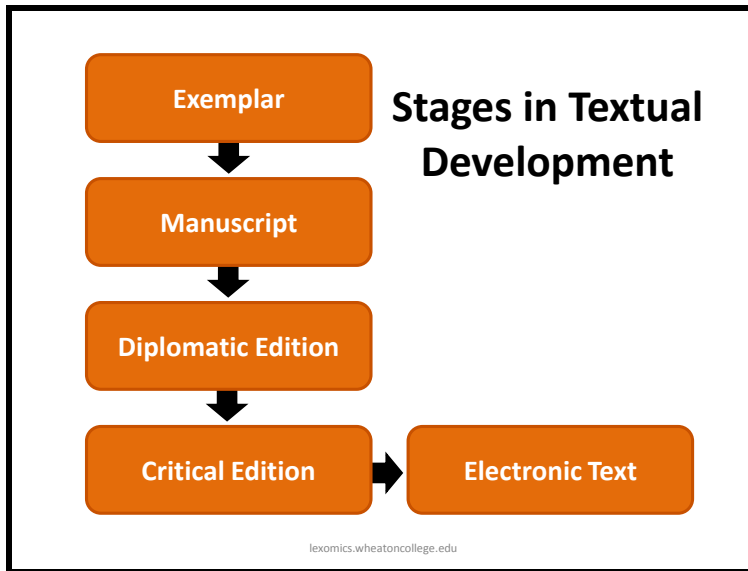 Stages in Textual
Development
Exemplar
Manuscript
Diplomatic Edition
Critical Edition
Electronic Text
lexomics.wheatoncollege.edu